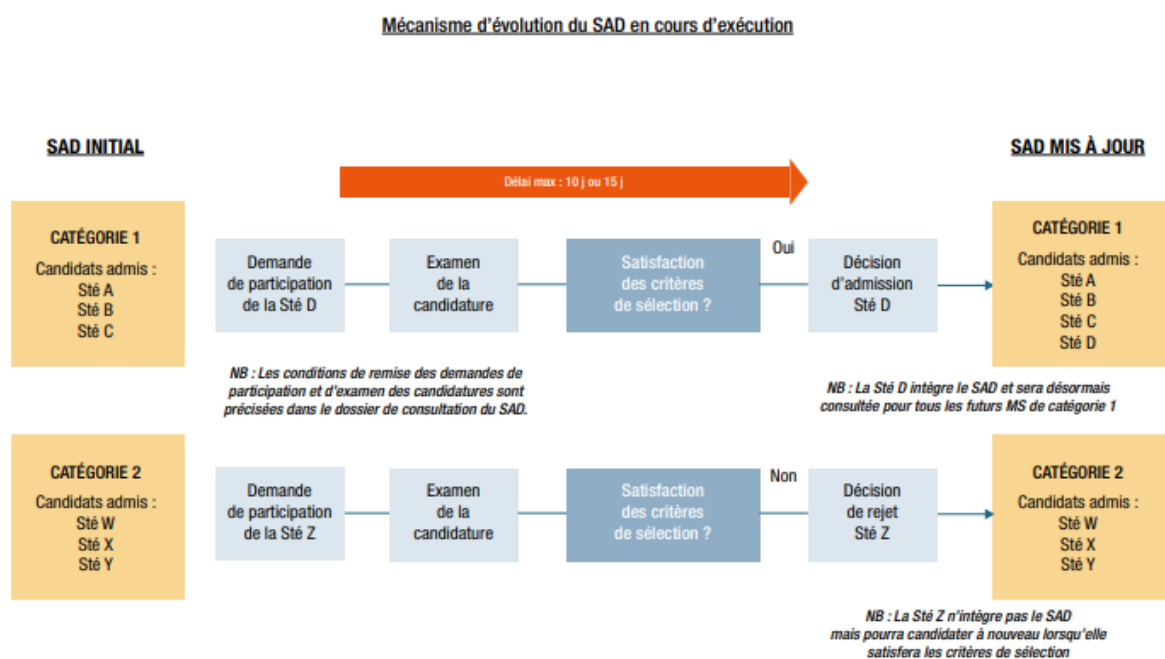 Mécanisme d'évolution du SAD en cours d'exécution
SAD INITIAL
SAD MIS À JOUR
Délai max : 10 j ou 15 j
CATÉGORIE 1
Candidats admis :
Sté A
Sté B
Sté C
Demande
de participation
de la Sté D
Examen
de la
candidature
Satisfaction
des critères
de sélection ?
Oui
Décision
d'admission
Sté D
CATÉGORIE 1
Candidats admis :
Sté A
Sté B
Sté C
Sté D
NB : Les conditions de remise des demandes de
participation et d'examen des candidatures sont
précisées dans le dossier de consultation du SAD.
NB : La Sté D intègre le SAD et sera désormais
consultée pour tous les futurs MS de catégorie 1
CATÉGORIE 2
Candidats admis :
Sté W
Sté X
Sté Y
Demande
de participation
de la Sté Z
Examen
de la
candidature
Satisfaction
des critères
de sélection ?
Non
Décision
de rejet
Sté Z
CATÉGORIE 2
Candidats admis :
Sté W
Sté X
Sté Y
NB : La Sté Z n'intègre pas le SAD
mais pourra candidater à nouveau lorsqu'elle
satisfera les critères de sélection